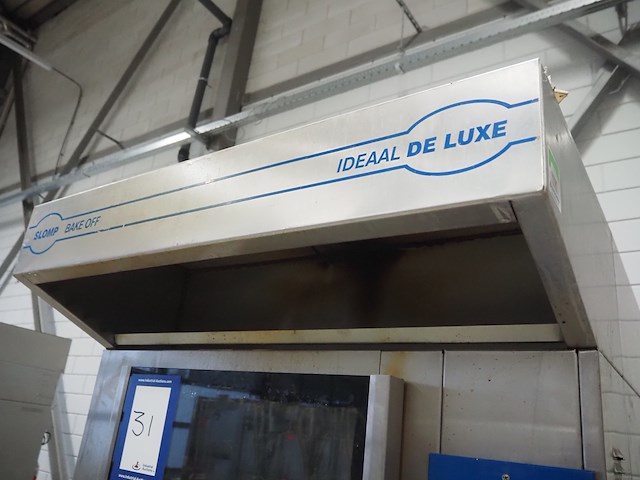 SLOMP BAKE OFF
IDEAAL DE LUXE
31